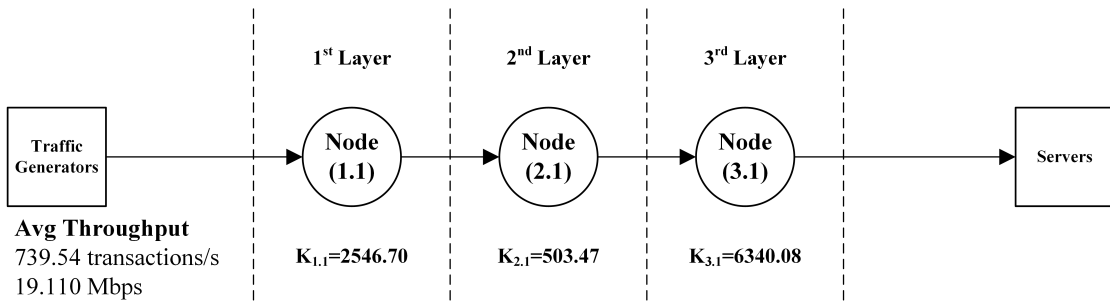 1st Layer
2nd Layer
3rd Layer
Traffic
Generators
Node
(1.1)
Node
(2.1)
Node
(3.1)
Servers
Avg Throughput
739.54 transactions/s
19.110 Mbps
K1.1=2546.70
K2.1=503.47
K3.1=6340.08